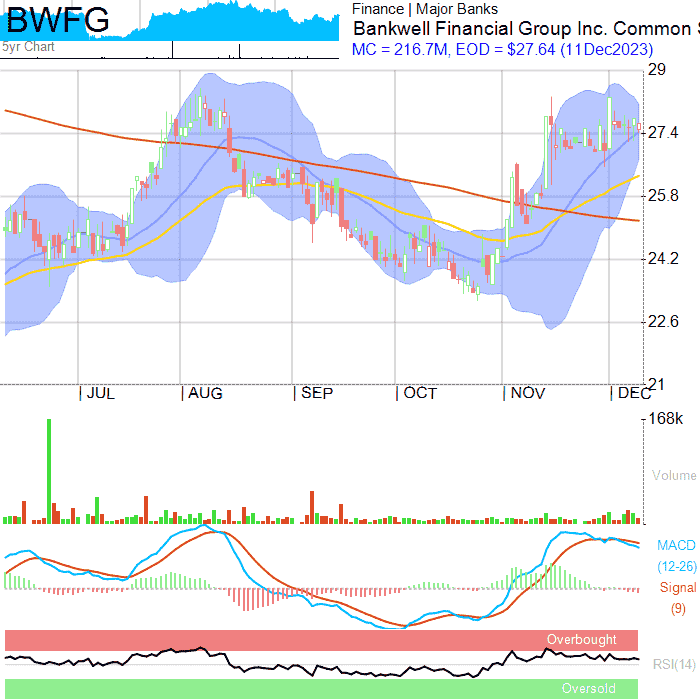 BWFG
5yr Chart
Finance | Major Banks
Bankwell Financial Group Inc. Common S
MC = 216.7M, EOD = $27.64 (11Dec2023)
29
27.4
25.8
24.2
22.6
21
JUL AUG SEP OCT NOV DEC
168k
Volume
MACD
(12-26)
Signal
(9)
Overbought
RSI(14)
Oversold